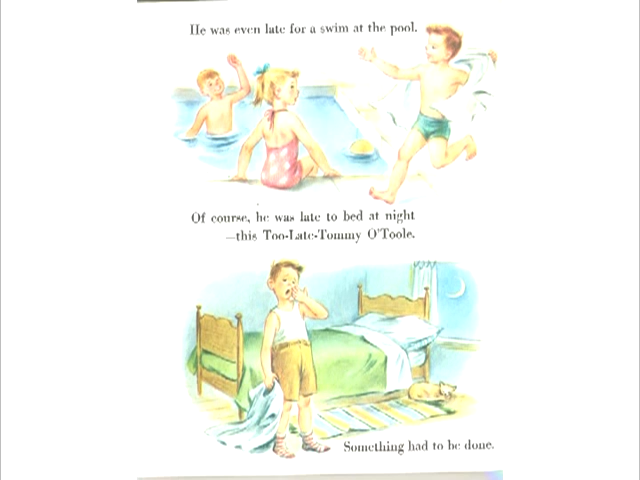 He was even late for a swim at the pool.
Of course, he was late to bed at night
—this Too-Late-Tommy O'Toole.
Something had to be done.